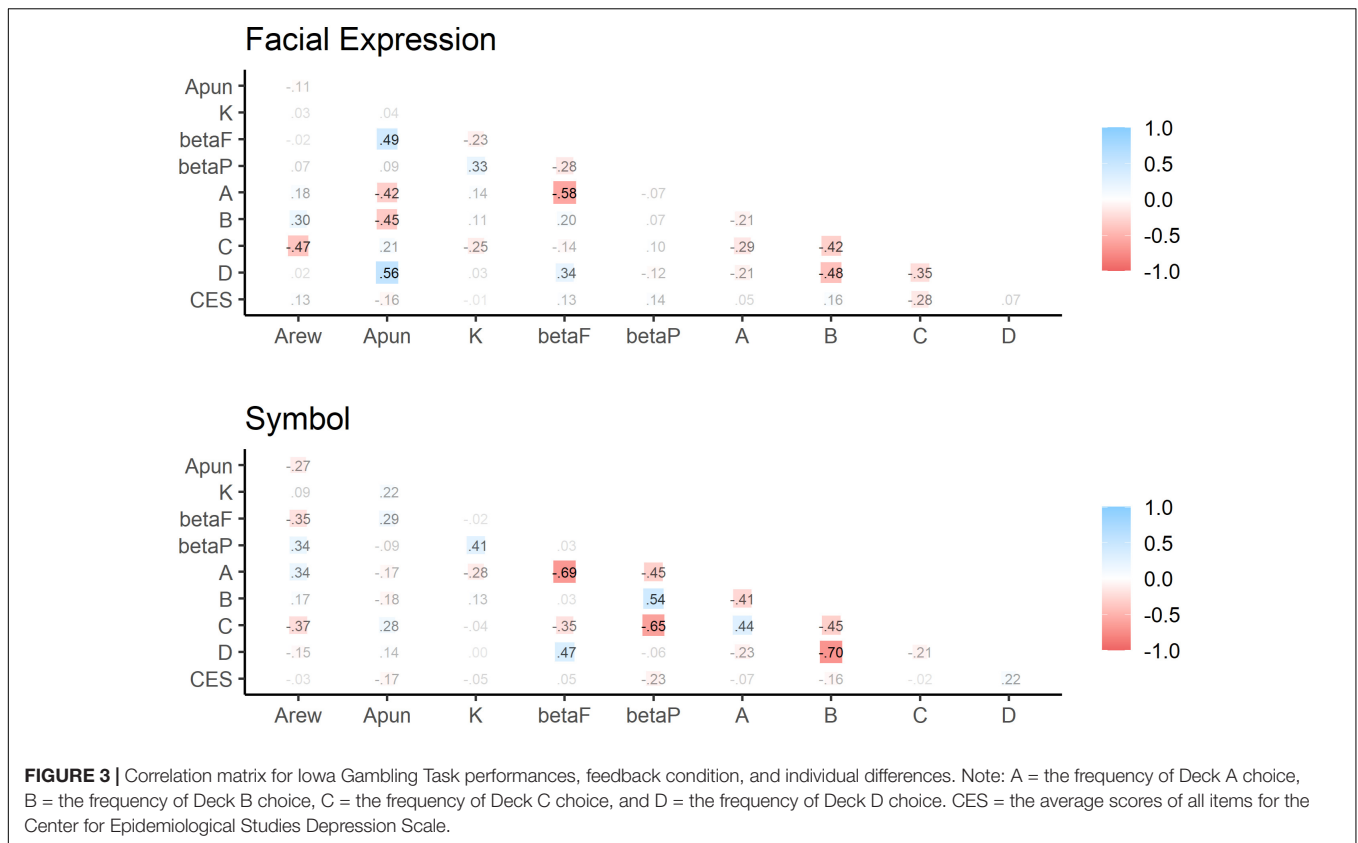 Facial Expression
Apun -.11
K .03 .04
betaF -.02 .49 -.23
betaP .07 .09 .33 -.28
A .18 -.42 .14 -.58 -.07
B .30 -.45 .11 .20 .07 -.21
C -.47 .21 -.25 -.14 .10 -.29 -.42
D .02 .56 .03 .34 -.12 -.21 -.48 -.35
CES .13 -.16 -.01 .13 .14 .05 .16 -.28 .07
Arew Apun K betaF betaP A B C D
1.0
0.5
0.0
-0.5
-1.0
Symbol
Apun -.27
K .09 .22
betaF -.35 .29 -.02
betaP .34 -.09 .41 .03
A .34 -.17 -.28 -.69 -.45
B .17 -.18 .13 .03 .54 -.41
C -.37 .28 -.04 -.35 -.65 .44 -.45
D -.15 .14 .00 .47 -.06 -.23 -.70 -.21
CES -.03 -.17 -.05 .05 -.23 -.07 -.16 -.02 .22
Arew Apun K betaF betaP A B C D
1.0
0.5
0.0
-0.5
-1.0
FIGURE 3 | Correlation matrix for Iowa Gambling Task performances, feedback condition, and individual differences. Note: A = the frequency of Deck A choice,
B = the frequency of Deck B choice, C = the frequency of Deck C choice, and D = the frequency of Deck D choice. CES = the average scores of all items for the
Center for Epidemiological Studies Depression Scale.